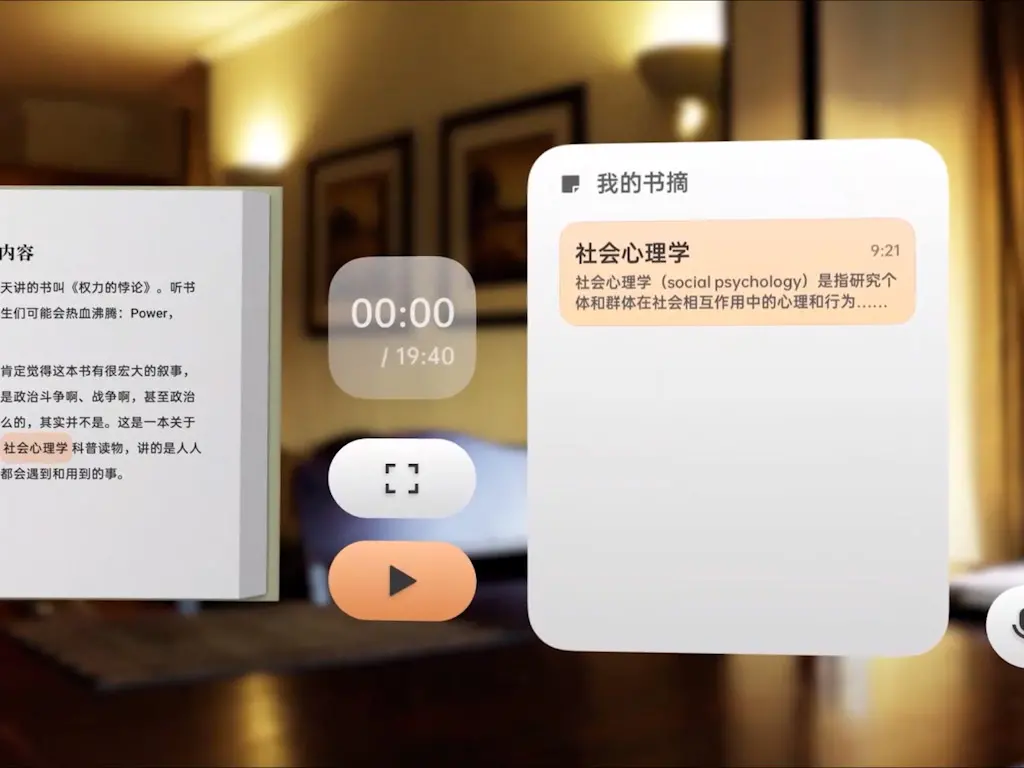 内容
天讲的书叫《权力的悖论》。听书
生们可能会热血沸腾：Power，
肯定觉得这本书有很宏大的叙事，
是政治斗争啊、战争啊，甚至政治
么的，其实并不是。这是一本关于
社会心理学科普读物，讲的是人人
都会遇到和用到的事。
00:00
/ 19:40
我的书摘
社会心理学 9:21
社会心理学（social psychology）是指研究个
体和群体在社会相互作用中的心理和行为……